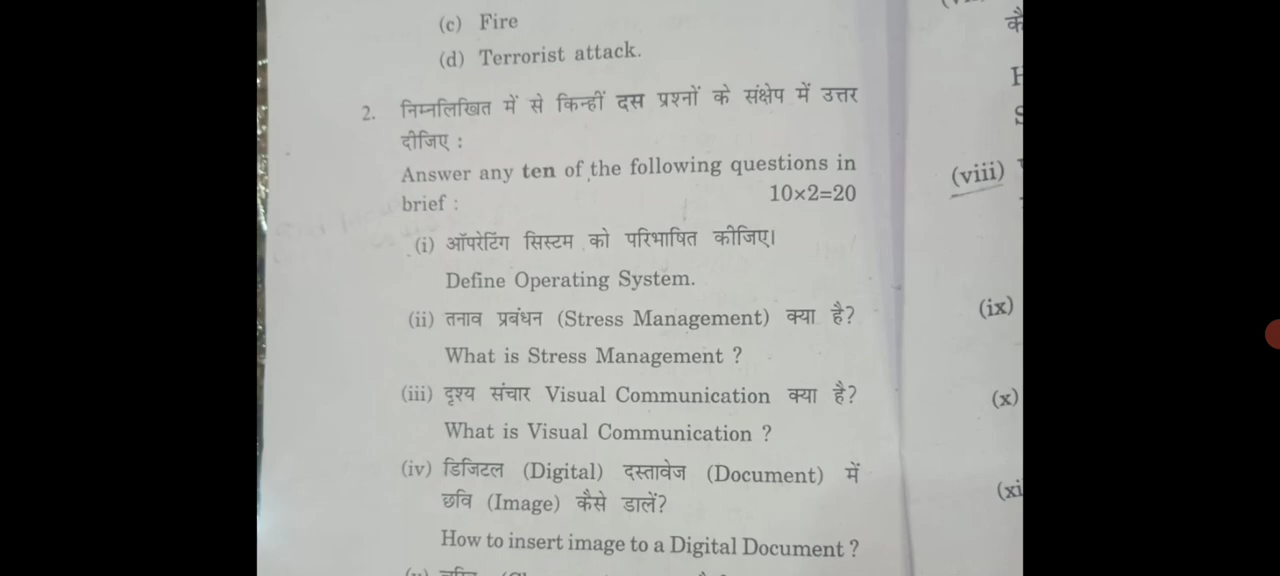 (c) Fire
(d) Terrorist attack.
2. निम्नलिखित में से किन्हीं दस प्रश्नों के संक्षेप में उत्तर
दीजिए :
Answer any ten of the following questions in
brief : 10×2=20
(i) ऑपरेटिंग सिस्टम को परिभाषित कीजिए।
Define Operating System.
(ii) तनाव प्रबंधन (Stress Management) क्या है?
What is Stress Management ?
(iii) दृश्य संचार Visual Communication क्या है?
What is Visual Communication ?
(iv) डिजिटल (Digital) दस्तावेज (Document) में
छवि (Image) कैसे डालें?
How to insert image to a Digital Document ?
(viii)
(ix)
(x)
(xi